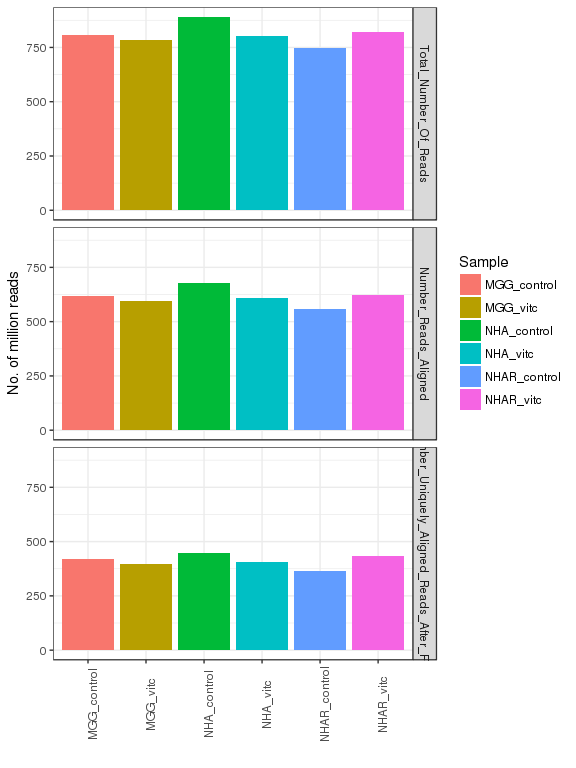 No. of million reads
750
500
250
0
Total_Number_Of_Reads
750
500
250
0
Number_Reads_Aligned
750
500
250
0
mber_Uniquely_Aligned_Reads_After_F
MGG_control
MGG_vitc
NHA_control
NHA_vitc
NHAR_control
NHAR_vitc
Sample
MGG_control
MGG_vitc
NHA_control
NHA_vitc
NHAR_control
NHAR_vitc